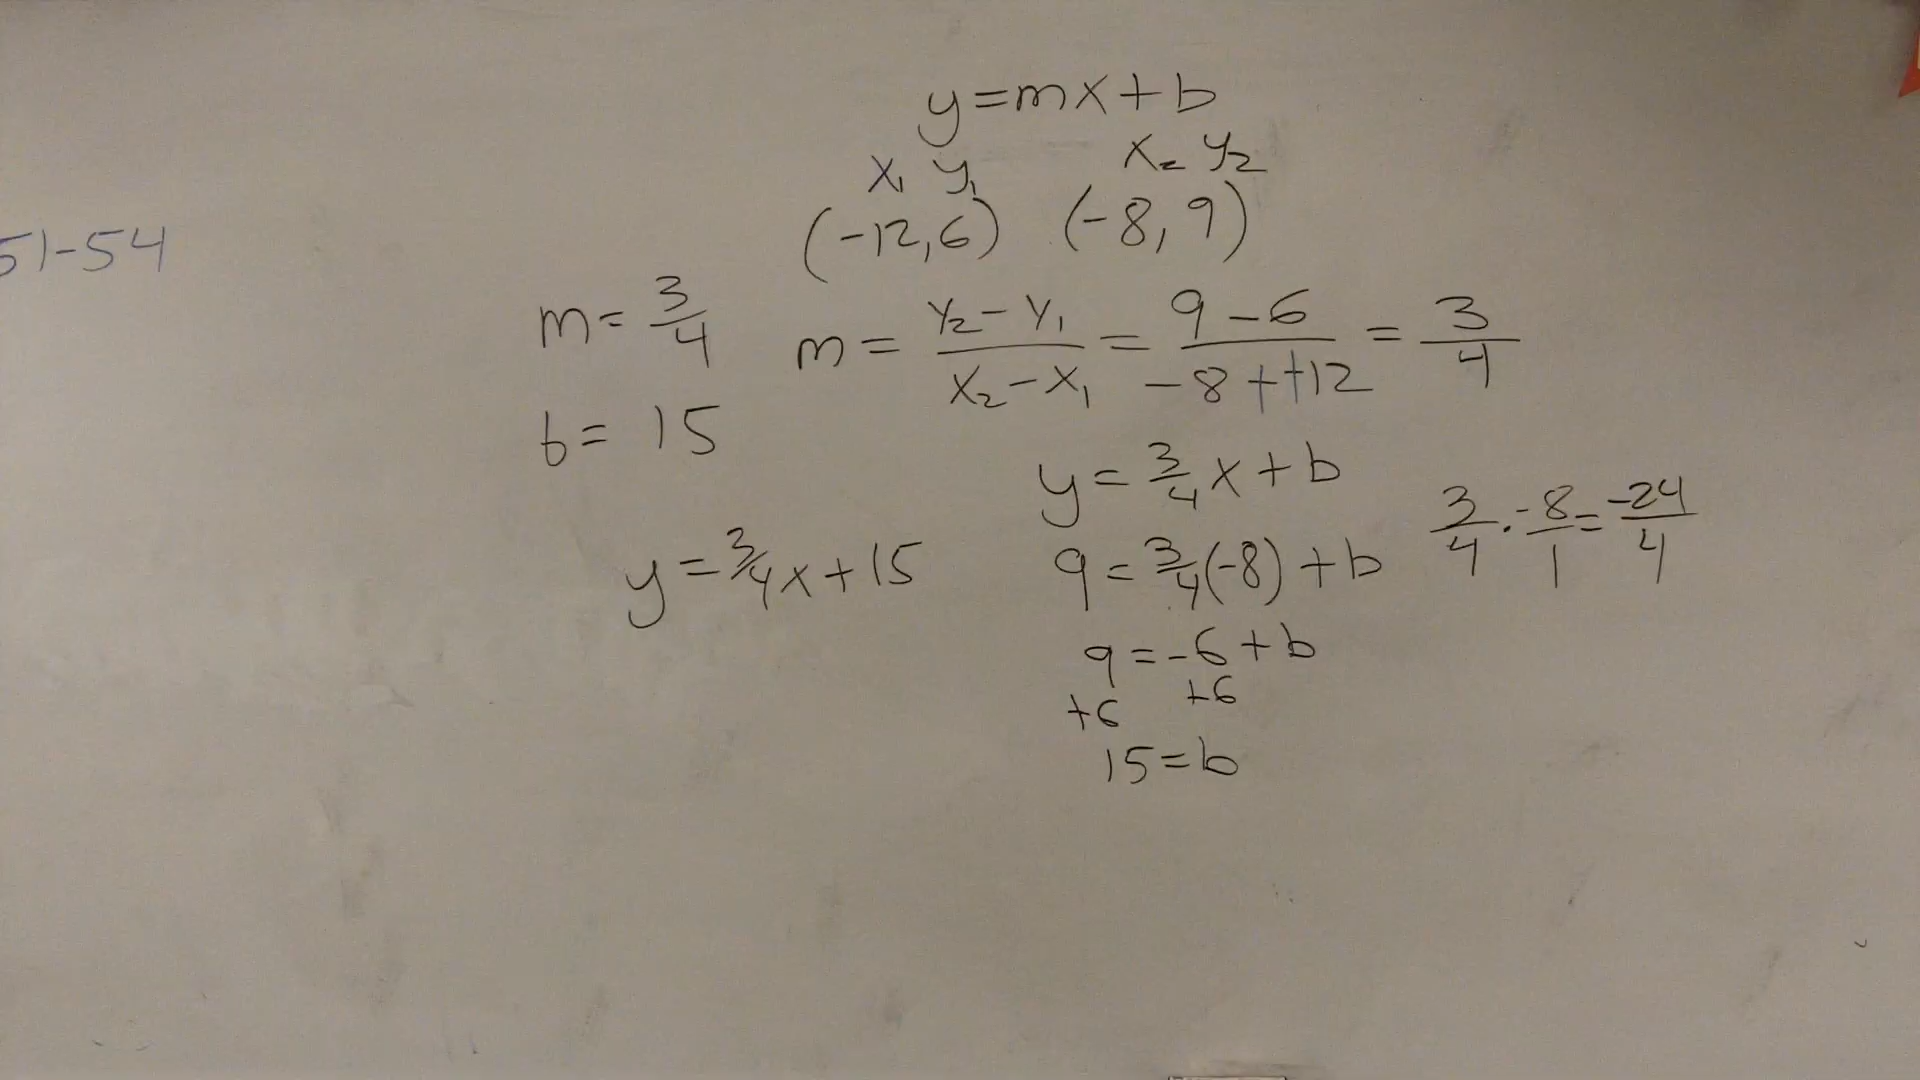 y=mx+b
x₁ y₁ x₂ y₂
(-12,6) (-8,9)
51-54
m= 3/4
m = y₂-y₁/x₂-x₁ = 9-6/-8++12 = 3/4
b= 15
y = 3/4x+b
3/4 · -8/1 = -24/4
y=3/4x+15
9=3/4(-8)+b
9=-6+b
+6 +6
15=b